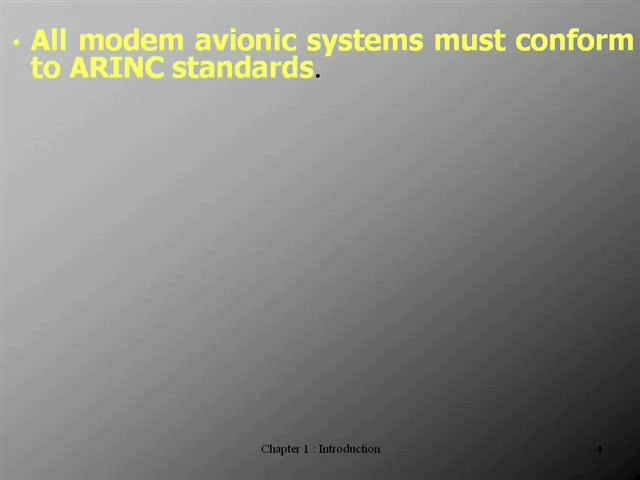 • All modem avionic systems must conform
to ARINC standards.
Chapter 1 : Introduction
4